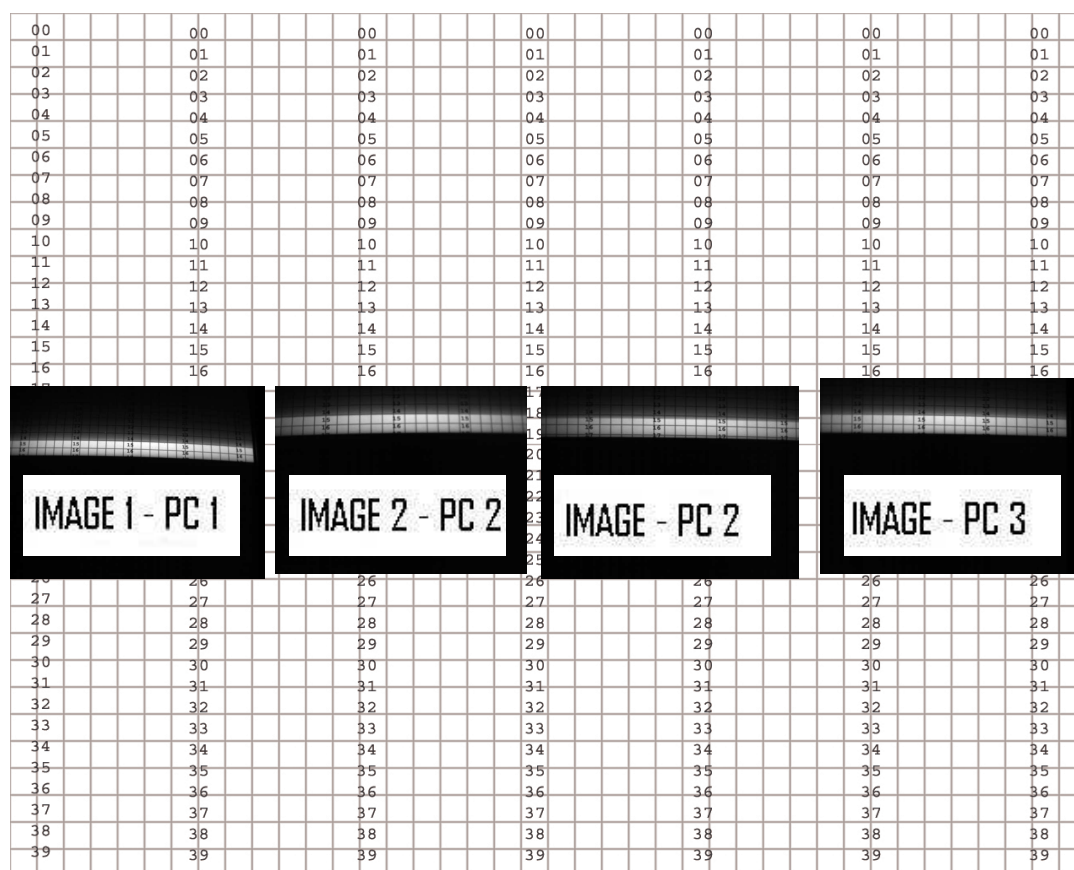 00 00 00 00 00 00 00
01 01 01 01 01 01 01
02 02 02 02 02 02 02
03 03 03 03 03 03 03
04 04 04 04 04 04 04
05 05 05 05 05 05 05
06 06 06 06 06 06 06
07 07 07 07 07 07 07
08 08 08 08 08 08 08
09 09 09 09 09 09 09
10 10 10 10 10 10 10
11 11 11 11 11 11 11
12 12 12 12 12 12 12
13 13 13 13 13 13 13
14 14 14 14 14 14 14
15 15 15 15 15 15 15
16 16 16 16 16 16 16
17
18
19
20
21
22
IMAGE 1 - PC 1 IMAGE 2 - PC 2 IMAGE - PC 2 IMAGE - PC 3
23
24
25
26 26 26 26 26 26 26
27 27 27 27 27 27 27
28 28 28 28 28 28 28
29 29 29 29 29 29 29
30 30 30 30 30 30 30
31 31 31 31 31 31 31
32 32 32 32 32 32 32
33 33 33 33 33 33 33
34 34 34 34 34 34 34
35 35 35 35 35 35 35
36 36 36 36 36 36 36
37 37 37 37 37 37 37
38 38 38 38 38 38 38
39 39 39 39 39 39 39